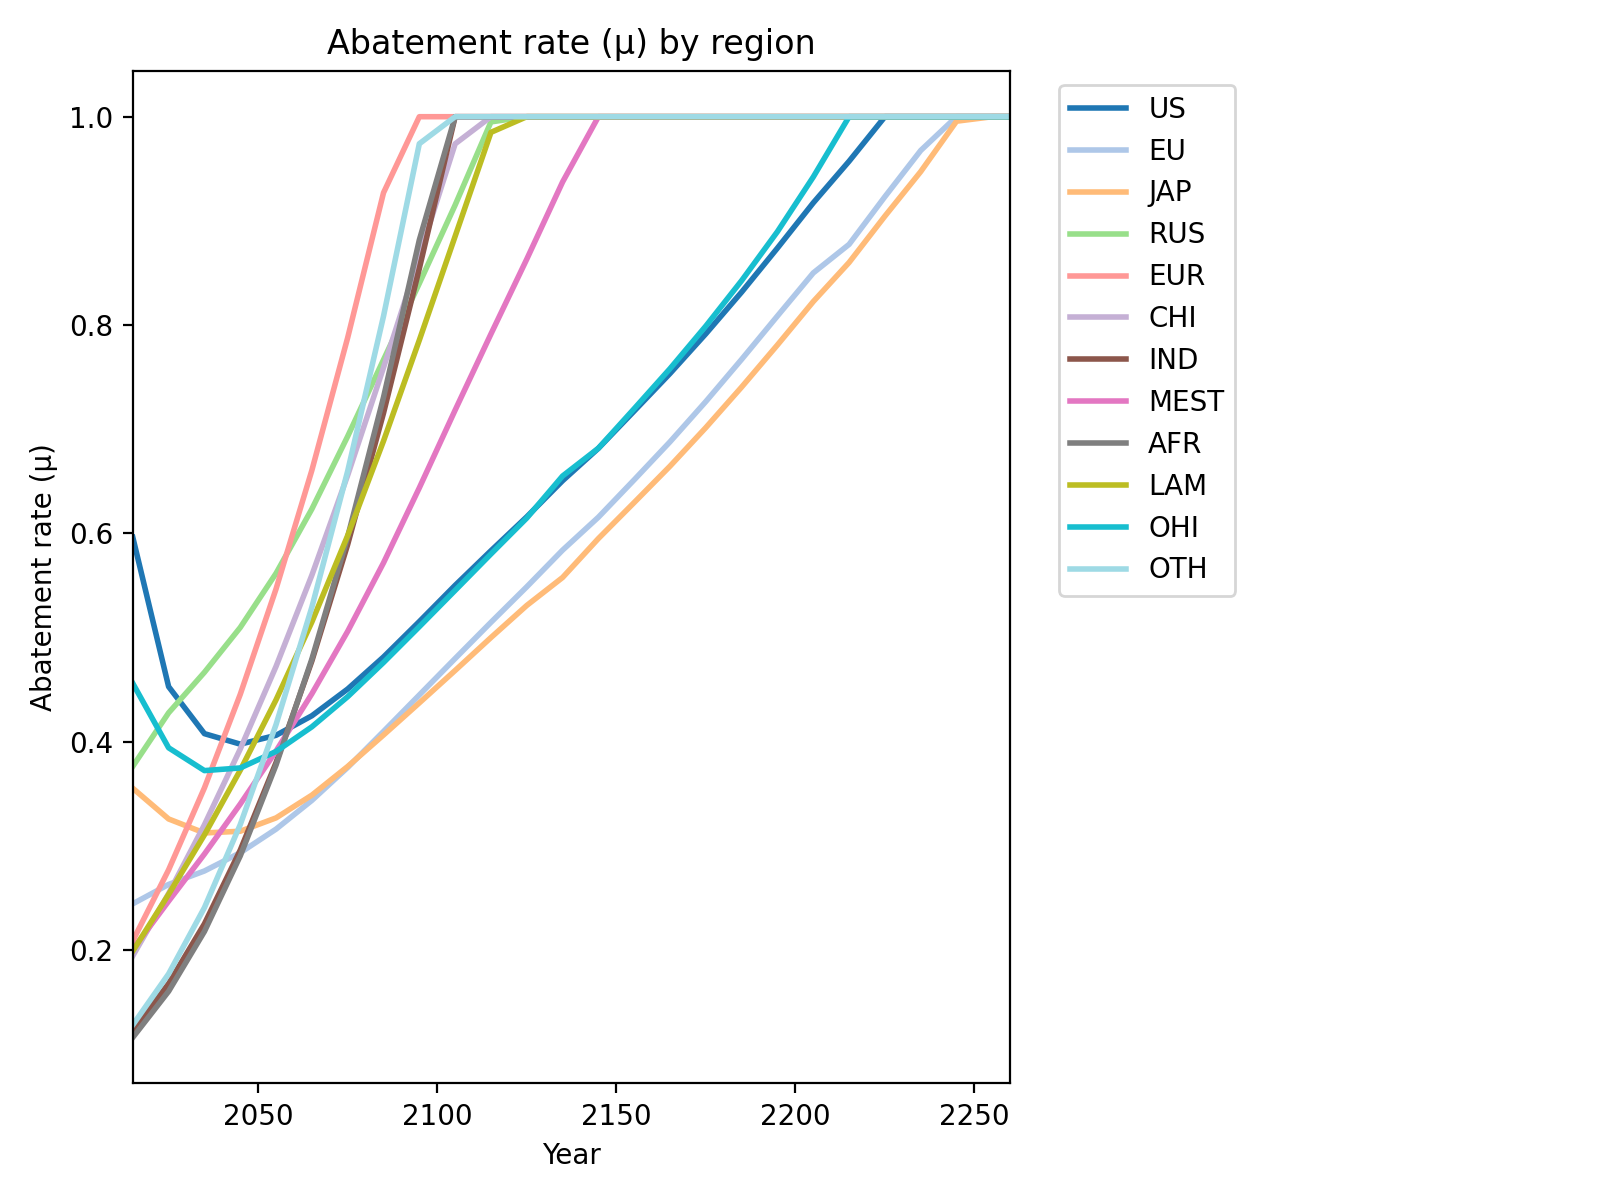 Abatement rate (μ) by region
Abatement rate (μ)
1.0
0.8
0.6
0.4
0.2
2050
2100
2150
2200
2250
Year
US
EU
JAP
RUS
EUR
CHI
IND
MEST
AFR
LAM
OHI
OTH